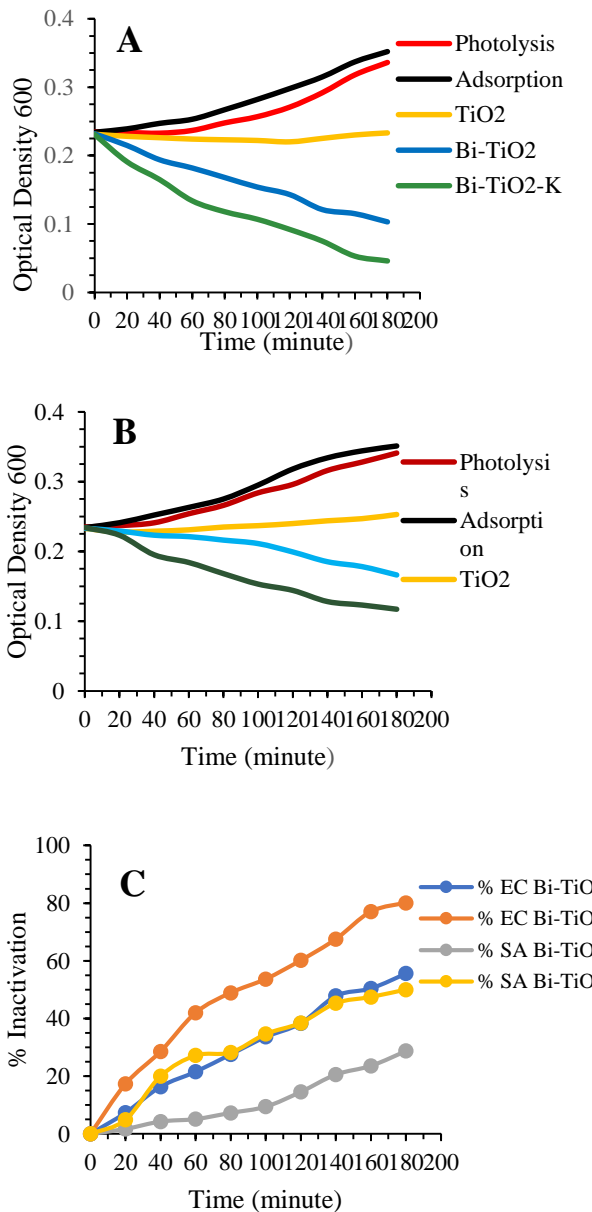 A
Optical Density 600
0.4
0.3
0.2
0.1
0
0 20 40 60 80 100 120 140 160 180 200
Time (minute)
Photolysis
Adsorption
TiO2
Bi-TiO2
Bi-TiO2-K
B
Optical Density 600
0.4
0.3
0.2
0.1
0
0 20 40 60 80 100 120 140 160 180 200
Time (minute)
Photolysi
s
Adsorpti
on
TiO2
C
% Inactivation
100
80
60
40
20
0
0 20 40 60 80 100 120 140 160 180 200
Time (minute)
% EC Bi-TiO
% EC Bi-TiO
% SA Bi-TiO
% SA Bi-TiO